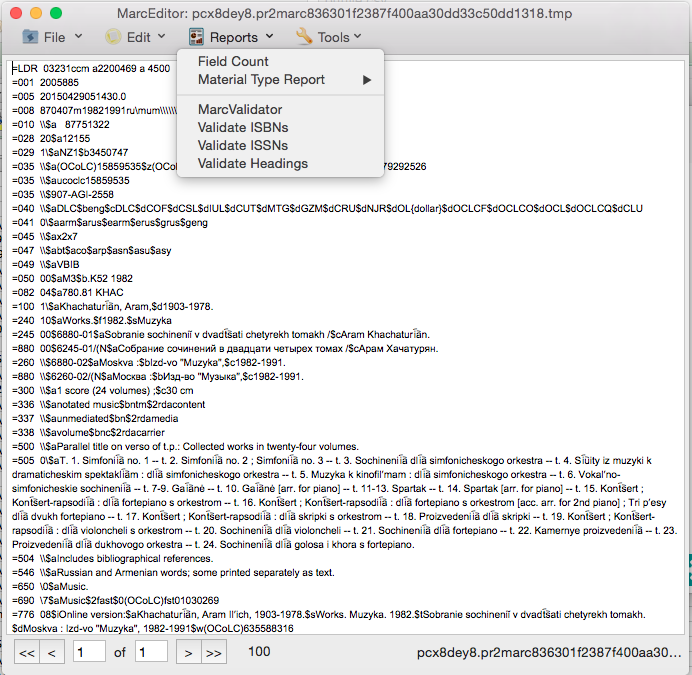 MarcEditor: pcx8dey8.pr2marc836301f2387f400aa30dd33c50dd1318.tmp
File Edit Reports Tools
Field Count
Material Type Report
MarcValidator
Validate ISBNs
Validate ISSNs
Validate Headings
=LDR 03231ccm a2200469 a 4500
=001 2005885
=005 20150429051430.0
=008 870407m19821991ru\mum\\\\\\
=010 \\$a 87751322
=028 20$a12155
=029 1\$aNZ1$b3450747
=035 \\$a(OCoLC)15859535$z(OCoL 79292526
=035 \\$aucoclc15859535
=035 \\$907-AGI-2558
=040 \\$aDLC$beng$cDLC$dCOF$dCSL$dIUL$dCUT$dMTG$dGZM$dCRU$dNJR$dOL{dollar}$dOCLCF$dOCLCO$dOCL$dOCLCQ$dCLU
=041 0\$aarm$arus$earm$erus$grus$geng
=045 \\$ax2x7
=047 \\$abt$aco$arp$asn$asu$asy
=049 \\$aVBIB
=050 00$aM3$b.K52 1982
=082 04$a780.81 KHAC
=100 1\$aKhachaturi͡an, Aram,$d1903-1978.
=240 10$aWorks.$f1982.$sMuzyka
=245 00$6880-01$aSobranie sochineniĭ v dvadt͡sati chetyrekh tomakh /$cAram Khachaturi͡an.
=880 00$6245-01/(N$aСобрание сочинений в двадцати четырех томах /$cАрам Хачатурян.
=260 \\$6880-02$aMoskva :$bIzd-vo "Muzyka",$c1982-1991.
=880 \\$6260-02/(N$aМосква :$bИзд-во "Музыка",$c1982-1991.
=300 \\$a1 score (24 volumes) ;$c30 cm
=336 \\$anotated music$bntm$2rdacontent
=337 \\$aunmediated$bn$2rdamedia
=338 \\$avolume$bnc$2rdacarrier
=500 \\$aParallel title on verso of t.p.: Collected works in twenty-four volumes.
=505 0\$aT. 1. Simfonii͡a no. 1 -- t. 2. Simfonii͡a no. 2 ; Simfonii͡a no. 3 -- t. 3. Sochinenii͡a dli͡a simfonicheskogo orkestra -- t. 4. Si͡uity iz muzyki k
dramaticheskim spektakli͡am : dli͡a simfonicheskogo orkestra -- t. 5. Muzyka k kinofilʹmam : dli͡a simfonicheskogo orkestra -- t. 6. Vokalʹno-
simfonicheskie sochinenii͡a -- t. 7-9. Gai͡anė -- t. 10. Gai͡anė [arr. for piano] -- t. 11-13. Spartak -- t. 14. Spartak [arr. for piano] -- t. 15. Kont͡sert ;
Kont͡sert-rapsodii͡a : dli͡a fortepiano s orkestrom -- t. 16. Kont͡sert ; Kont͡sert-rapsodii͡a : dli͡a fortepiano s orkestrom [acc. arr. for 2nd piano] ; Tri pʹesy
dli͡a dvukh fortepiano -- t. 17. Kont͡sert ; Kont͡sert-rapsodii͡a : dli͡a skripki s orkestrom -- t. 18. Proizvedenii͡a dli͡a skripki -- t. 19. Kont͡sert ; Kont͡sert-
rapsodii͡a : dli͡a violoncheli s orkestrom -- t. 20. Sochinenii͡a dli͡a violoncheli -- t. 21. Sochinenii͡a dli͡a fortepiano -- t. 22. Kamernye proizvedenii͡a -- t. 23.
Proizvedenii͡a dli͡a dukhovogo orkestra -- t. 24. Sochinenii͡a dli͡a golosa i khora s fortepiano.
=504 \\$aIncludes bibliographical references.
=546 \\$aRussian and Armenian words; some printed separately as text.
=650 \0$aMusic.
=690 \7$aMusic$2fast$0(OCoLC)fst01030269
=776 08$iOnline version:$aKhachaturi͡an, Aram Ilʹich, 1903-1978.$sWorks. Muzyka. 1982.$tSobranie sochineniĭ v dvadt͡sati chetyrekh tomakh.
$dMoskva : Izd-vo "Muzyka", 1982-1991$w(OCoLC)635588316
<< < 1 of 1 > >> 100 pcx8dey8.pr2marc836301f2387f400aa30...